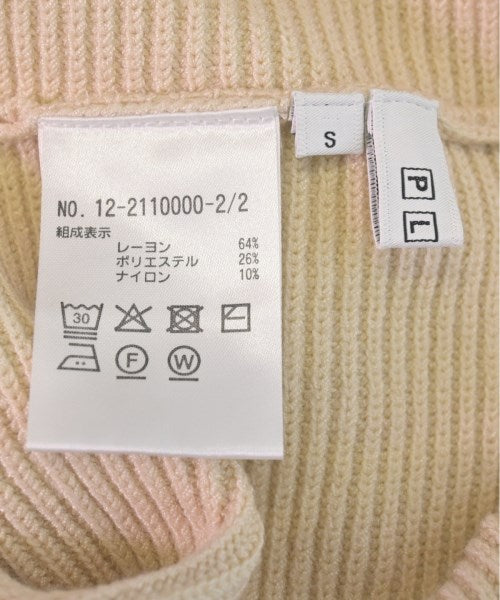 NO. 12-2110000-2/2
組成表示
レーヨン 64%
ポリエステル 26%
ナイロン 10%
30
F W
S
P L